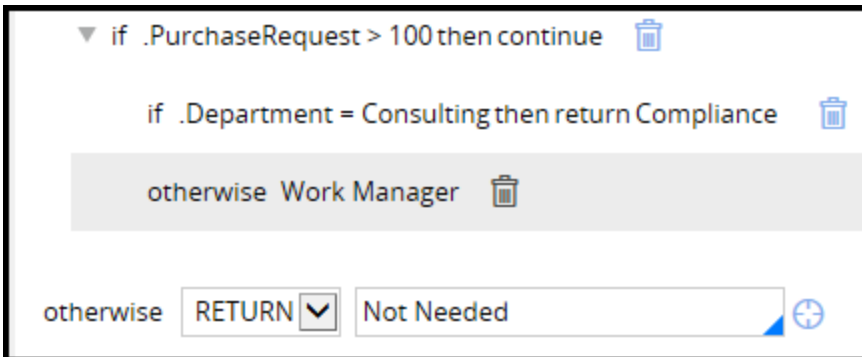 if .PurchaseRequest > 100 then continue
if .Department = Consulting then return Compliance
otherwise Work Manager
otherwise RETURN Not Needed